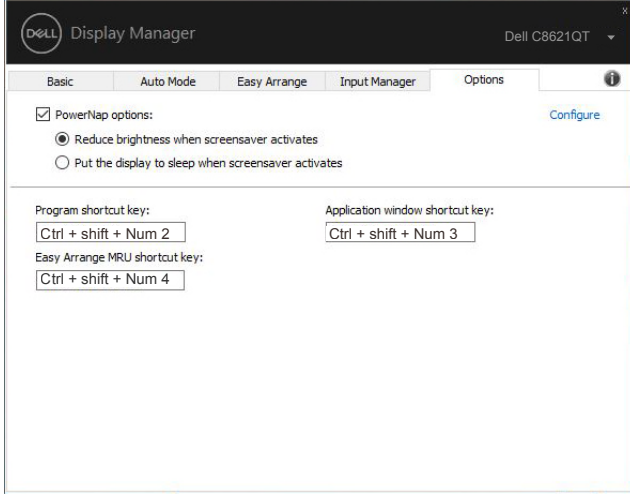 DELL Display Manager
x
Dell C8621QT
Basic Auto Mode Easy Arrange Input Manager Options i
PowerNap options: Configure
Reduce brightness when screensaver activates
Put the display to sleep when screensaver activates
Program shortcut key: Application window shortcut key:
Ctrl + shift + Num 2 Ctrl + shift + Num 3
Easy Arrange MRU shortcut key:
Ctrl + shift + Num 4